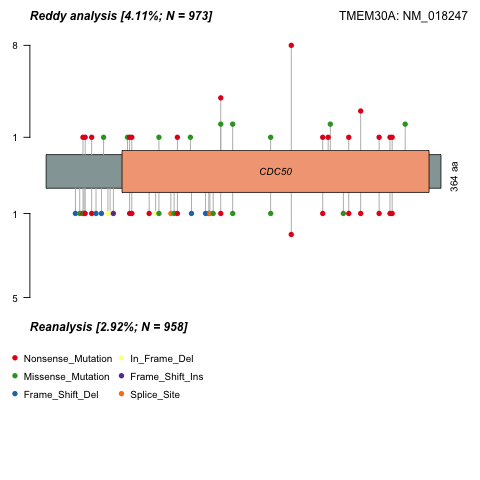 Reddy analysis [4.11%; N = 973]
TMEM30A: NM_018247
8
1
CDC50
364 aa
1
5
Reanalysis [2.92%; N = 958]
Nonsense_Mutation
In_Frame_Del
Missense_Mutation
Frame_Shift_Ins
Frame_Shift_Del
Splice_Site